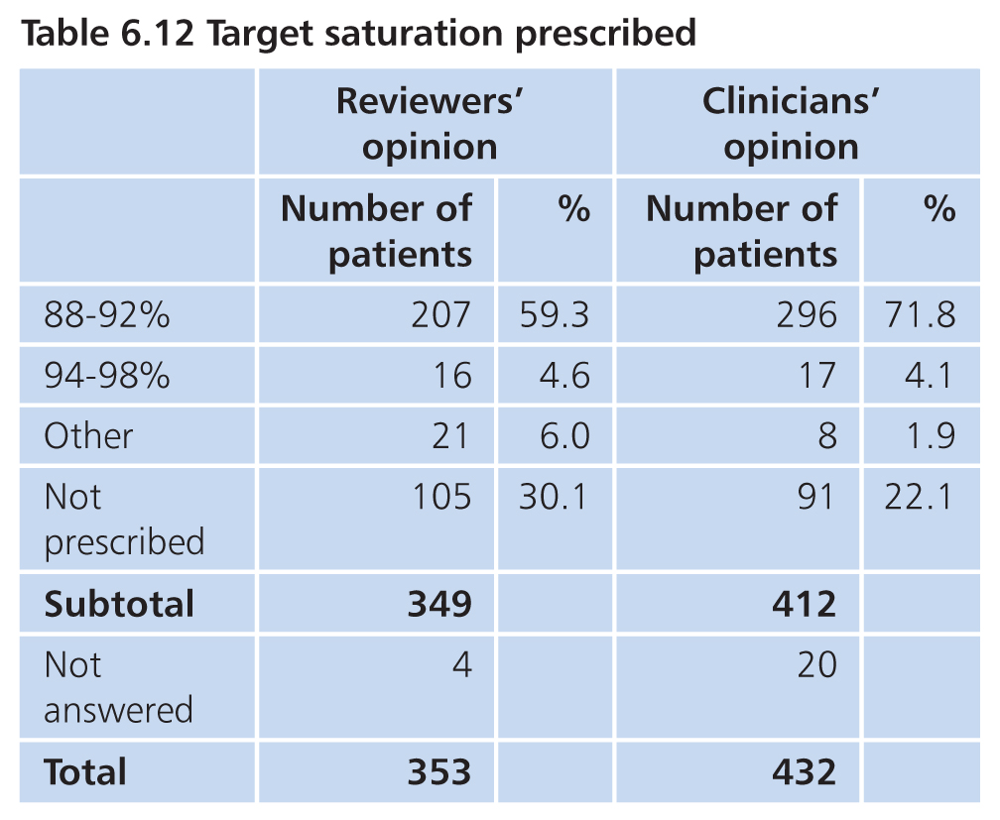 Table 6.12 Target saturation prescribed
Reviewers’ opinion Clinicians’ opinion
Number of patients % Number of patients %
88-92% 207 59.3 296 71.8
94-98% 16 4.6 17 4.1
Other 21 6.0 8 1.9
Not prescribed 105 30.1 91 22.1
Subtotal 349 412
Not answered 4 20
Total 353 432